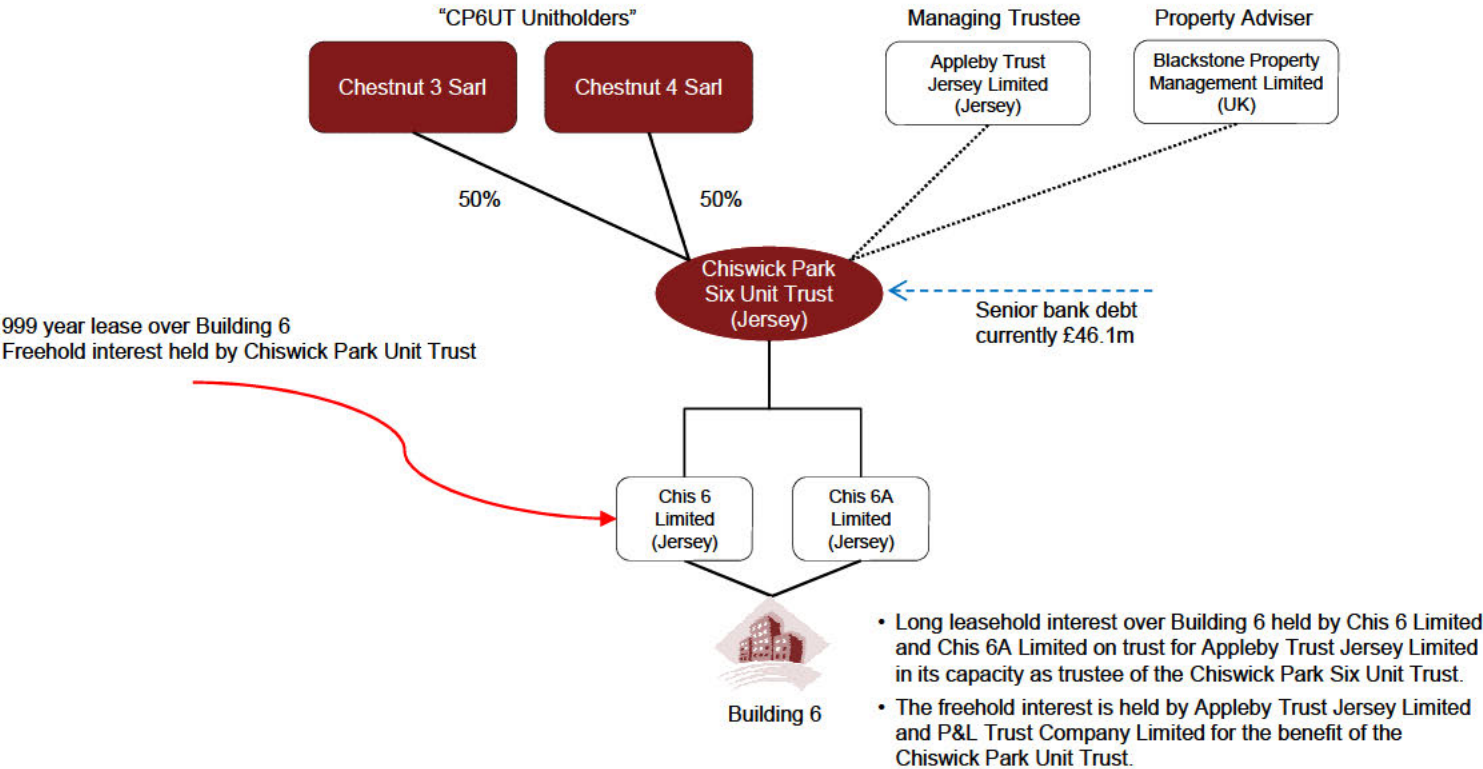 “CP6UT Unitholders”
Managing Trustee
Property Adviser
Chestnut 3 Sarl
Chestnut 4 Sarl
Appleby Trust
Jersey Limited
(Jersey)
Blackstone Property
Management Limited
(UK)
50%
50%
Chiswick Park
Six Unit Trust
(Jersey)
Senior bank debt
currently £46.1m
999 year lease over Building 6
Freehold interest held by Chiswick Park Unit Trust
Chis 6
Limited
(Jersey)
Chis 6A
Limited
(Jersey)
Building 6
• Long leasehold interest over Building 6 held by Chis 6 Limited
and Chis 6A Limited on trust for Appleby Trust Jersey Limited
in its capacity as trustee of the Chiswick Park Six Unit Trust.
• The freehold interest is held by Appleby Trust Jersey Limited
and P&L Trust Company Limited for the benefit of the
Chiswick Park Unit Trust.